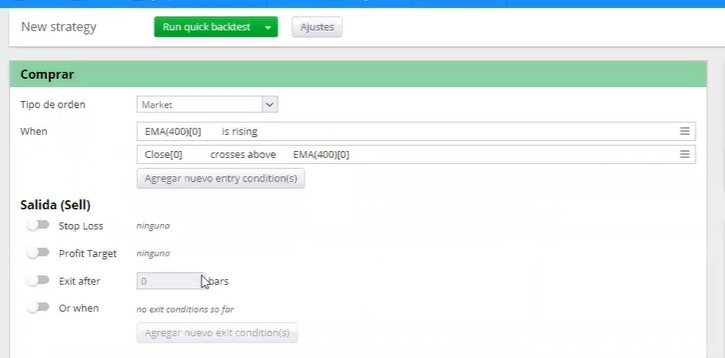 New strategy Run quick backtest Ajustes
Comprar
Tipo de orden Market
When EMA(400)[0] is rising
Close[0] crosses above EMA(400)[0]
Agregar nuevo entry condition(s)
Salida (Sell)
Stop Loss ninguna
Profit Target ninguna
Exit after 0 bars
Or when no exit conditions so far
Agregar nuevo exit condition(s)